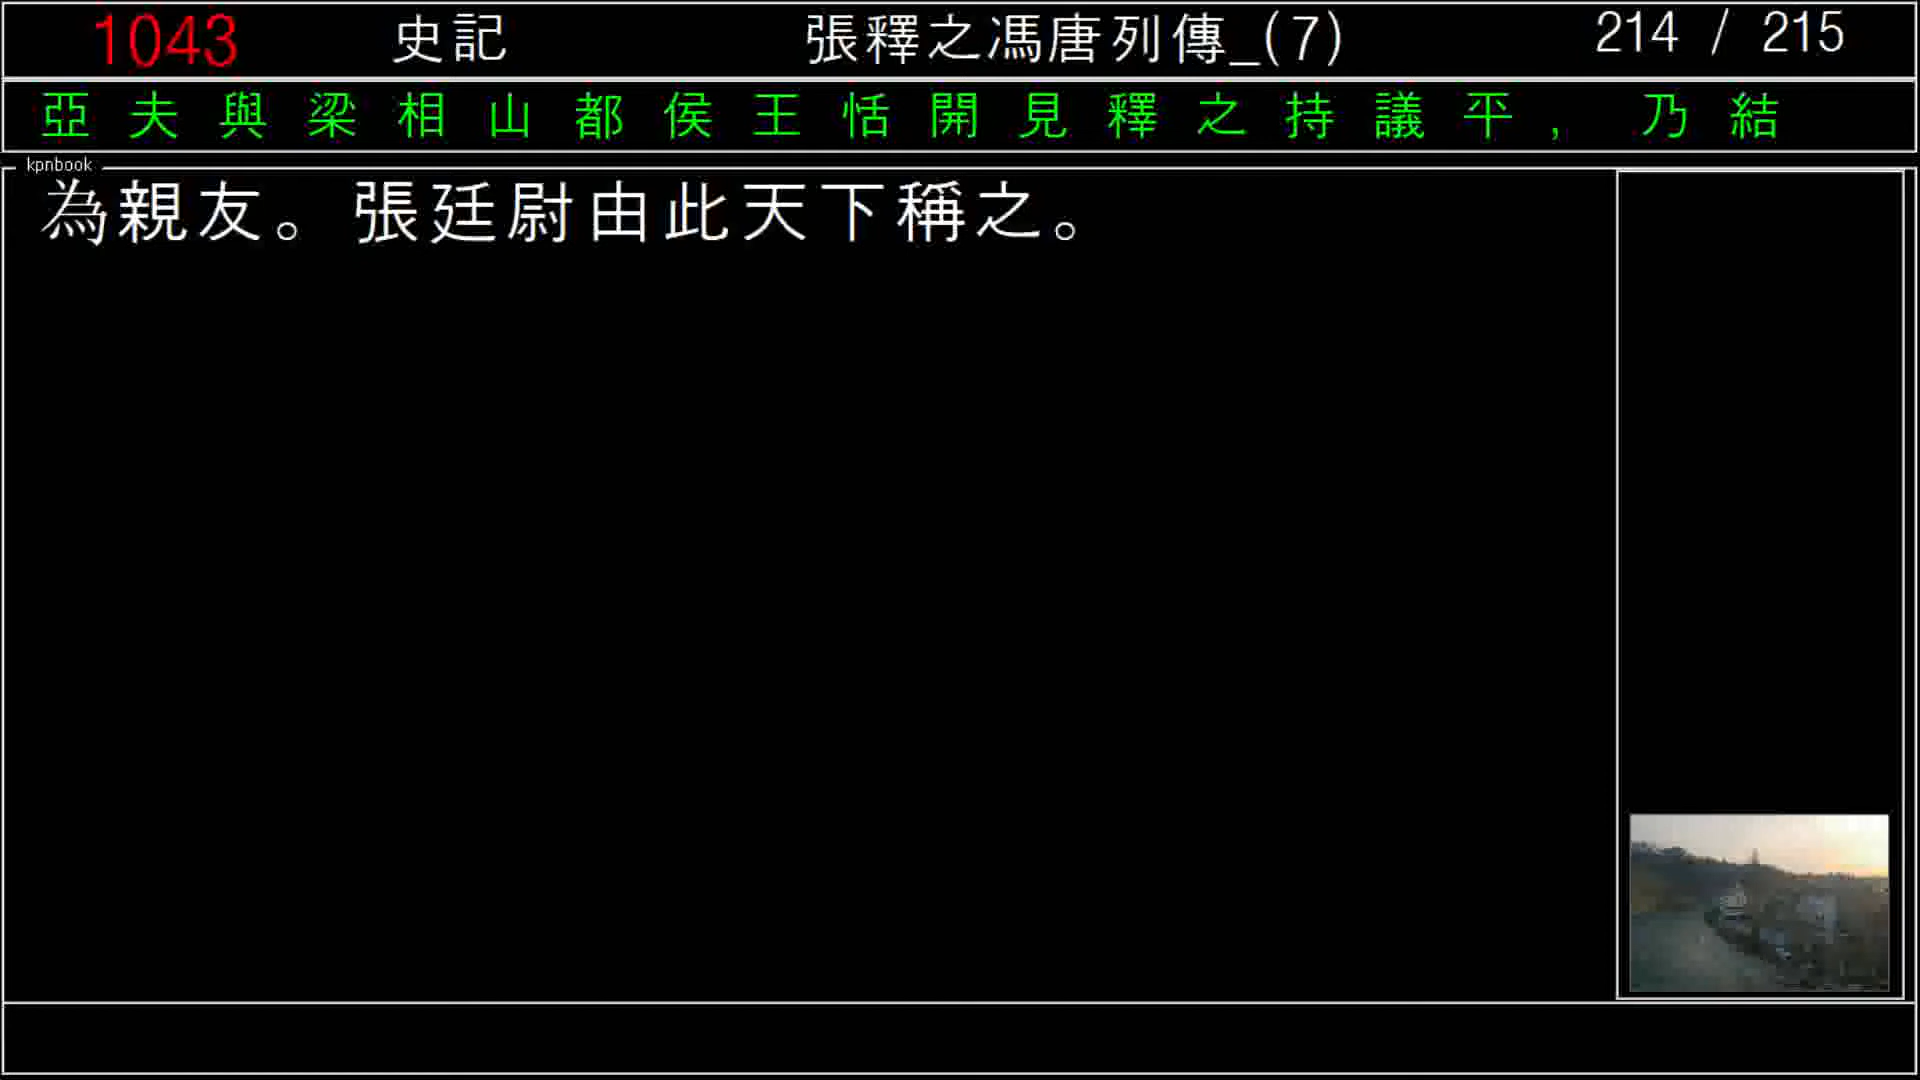 1043 史記 張釋之馮唐列傳_(7) 214 / 215
亞夫與梁相山都侯王恬開見釋之持議平, 乃結
kpnbook
為親友。張廷尉由此天下稱之。